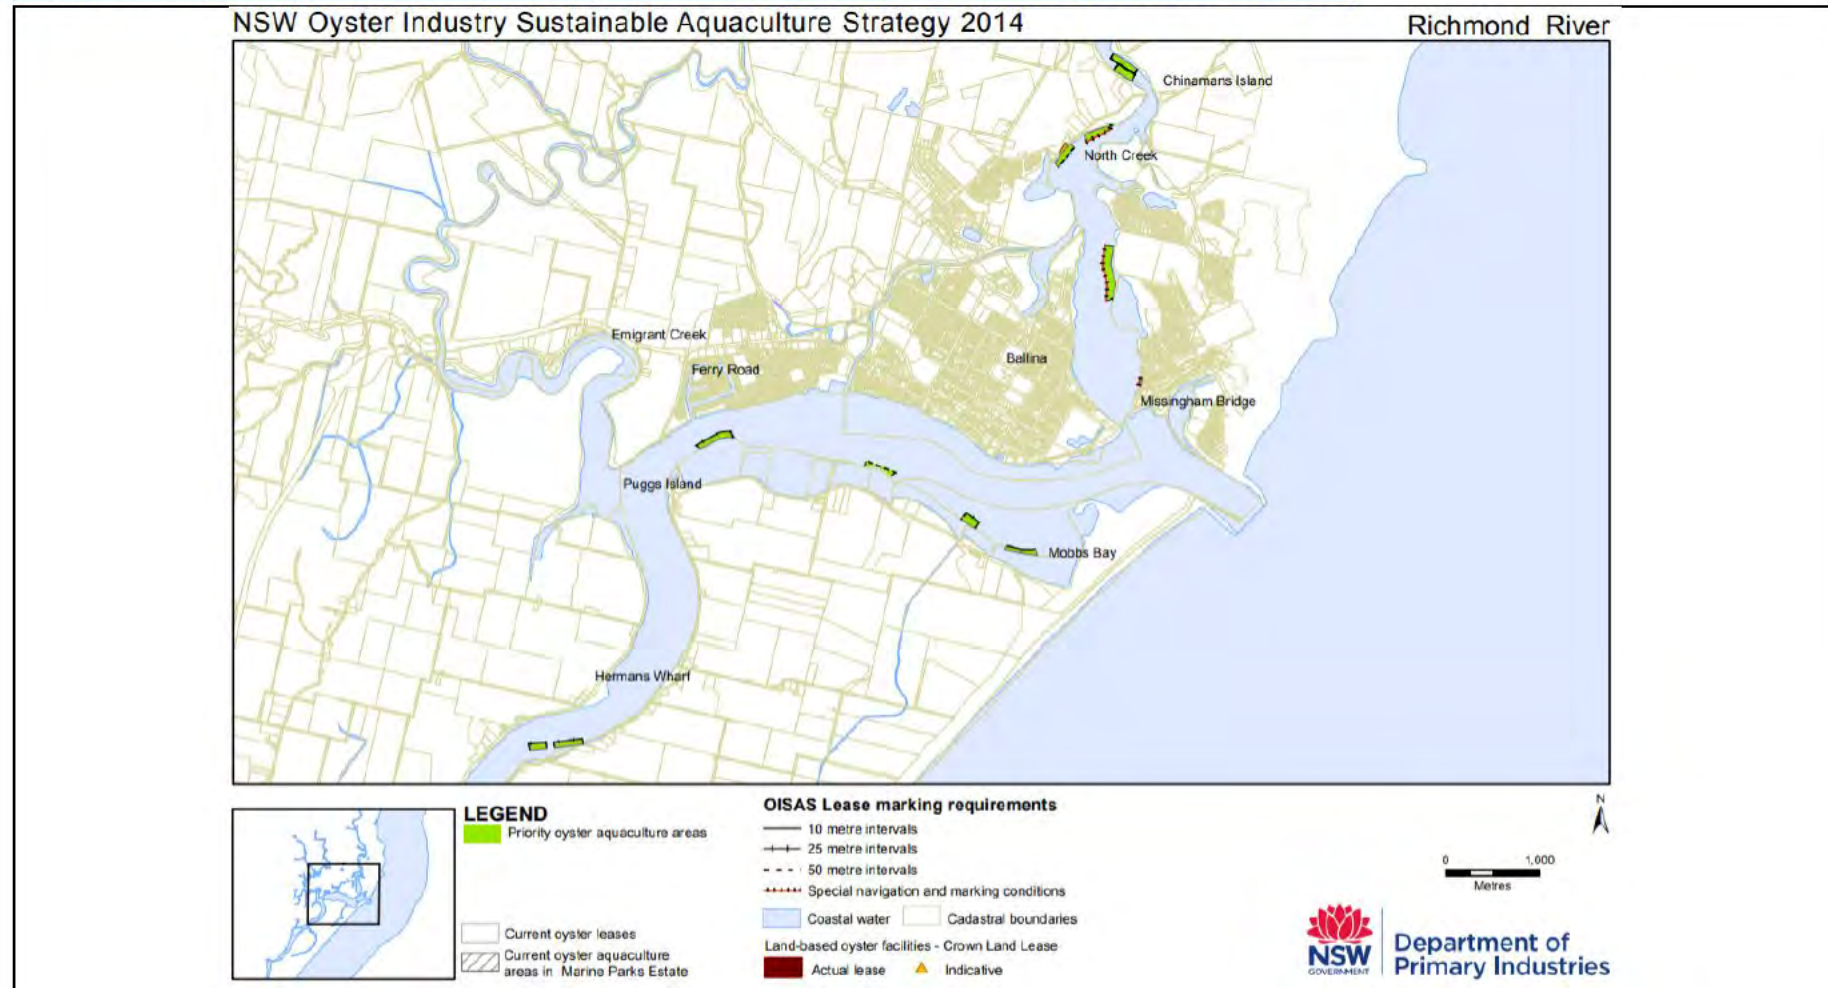 NSW Oyster Industry Sustainable Aquaculture Strategy 2014
Richmond River
Chinamans Island
North Creek
Emigrant Creek
Ferry Road
Ballina
Missingham Bridge
Puggs Island
Mobbs Bay
Hermans Wharf
LEGEND
Priority oyster aquaculture areas
Current oyster leases
Current oyster aquaculture
areas in Marine Parks Estate
OISAS Lease marking requirements
10 metre intervals
25 metre intervals
50 metre intervals
Special navigation and marking conditions
Coastal water
Cadastral boundaries
Land-based oyster facilities - Crown Land Lease
Actual lease
Indicative
N
0 1,000
Metres
NSW
GOVERNMENT
Department of
Primary Industries